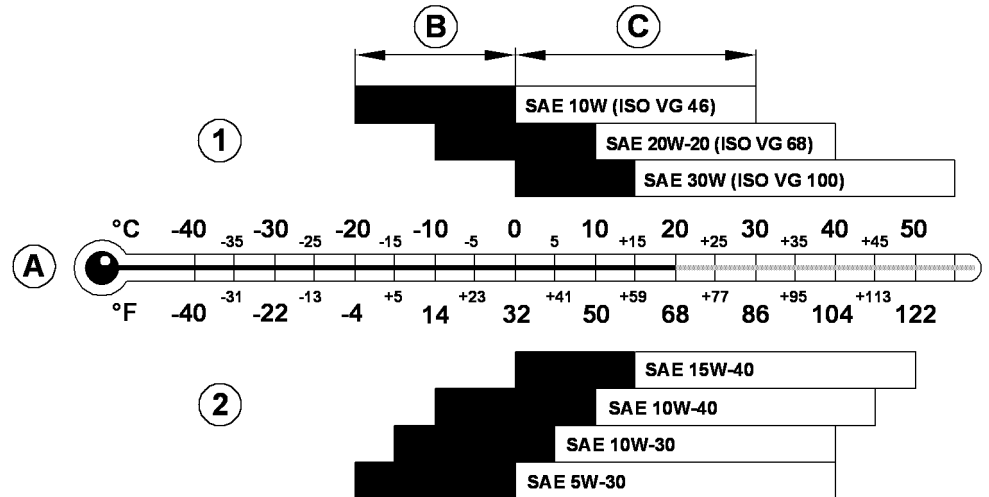 B
C
SAE 10W (ISO VG 46)
1
SAE 20W-20 (ISO VG 68)
SAE 30W (ISO VG 100)
°C -40 -30 -20 -10 0 10 20 30 40 50
-35 -25 -15 -5 5 +15 +25 +35 +45
A
-31 -13 +5 +23 +41 +59 +77 +95 +113
°F -40 -22 -4 14 32 50 68 86 104 122
SAE 15W-40
2
SAE 10W-40
SAE 10W-30
SAE 5W-30